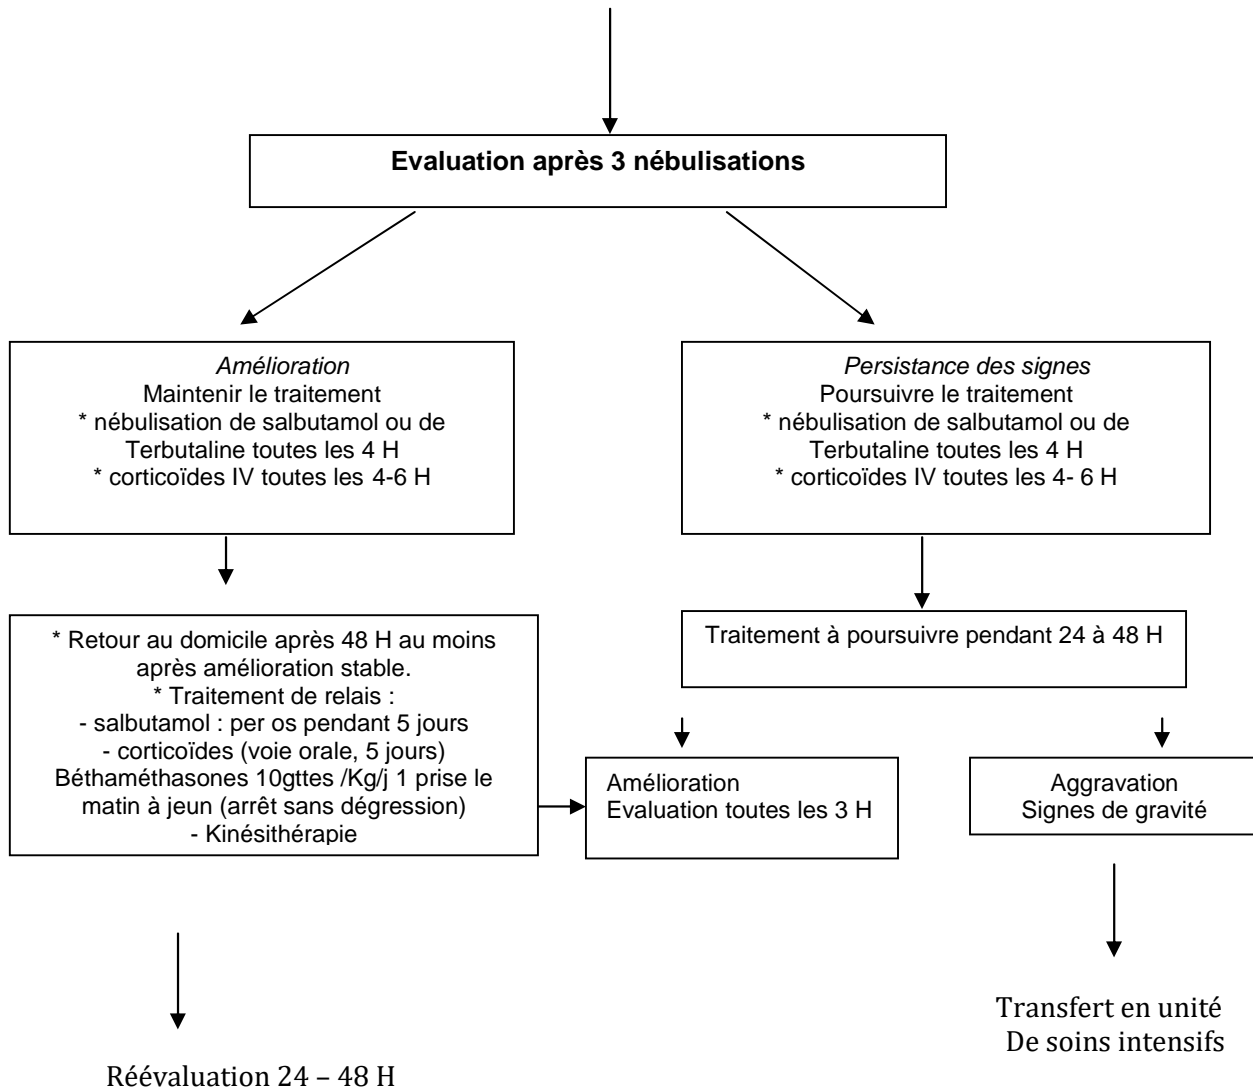 Evaluation après 3 nébulisations
Amélioration
Maintenir le traitement
* nébulisation de salbutamol ou de
Terbutaline toutes les 4 H
* corticoïdes IV toutes les 4-6 H
Persistance des signes
Poursuivre le traitement
* nébulisation de salbutamol ou de
Terbutaline toutes les 4 H
* corticoïdes IV toutes les 4- 6 H
* Retour au domicile après 48 H au moins
après amélioration stable.
* Traitement de relais :
- salbutamol : per os pendant 5 jours
- corticoïdes (voie orale, 5 jours)
Béthaméthasones 10gttes /Kg/j 1 prise le
matin à jeun (arrêt sans dégression)
- Kinésithérapie
Traitement à poursuivre pendant 24 à 48 H
Amélioration
Evaluation toutes les 3 H
Aggravation
Signes de gravité
Transfert en unité
De soins intensifs
Réévaluation 24 – 48 H